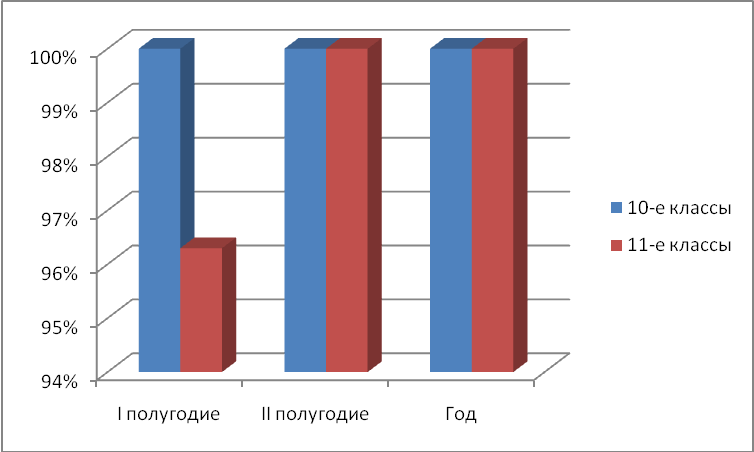 100%
99%
98%
97%
96%
95%
94%
I полугодие
II полугодие
Год
10-е классы
11-е классы